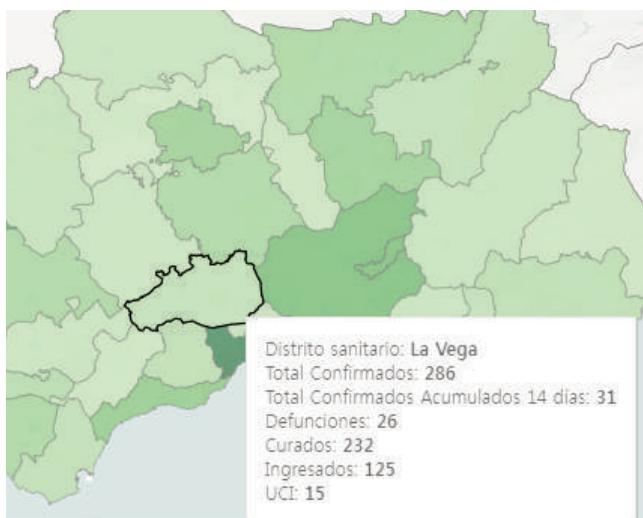 Distrito sanitario: La Vega
Total Confirmados: 286
Total Confirmados Acumulados 14 días: 31
Defunciones: 26
Curados: 232
Ingresados: 125
UCI: 15